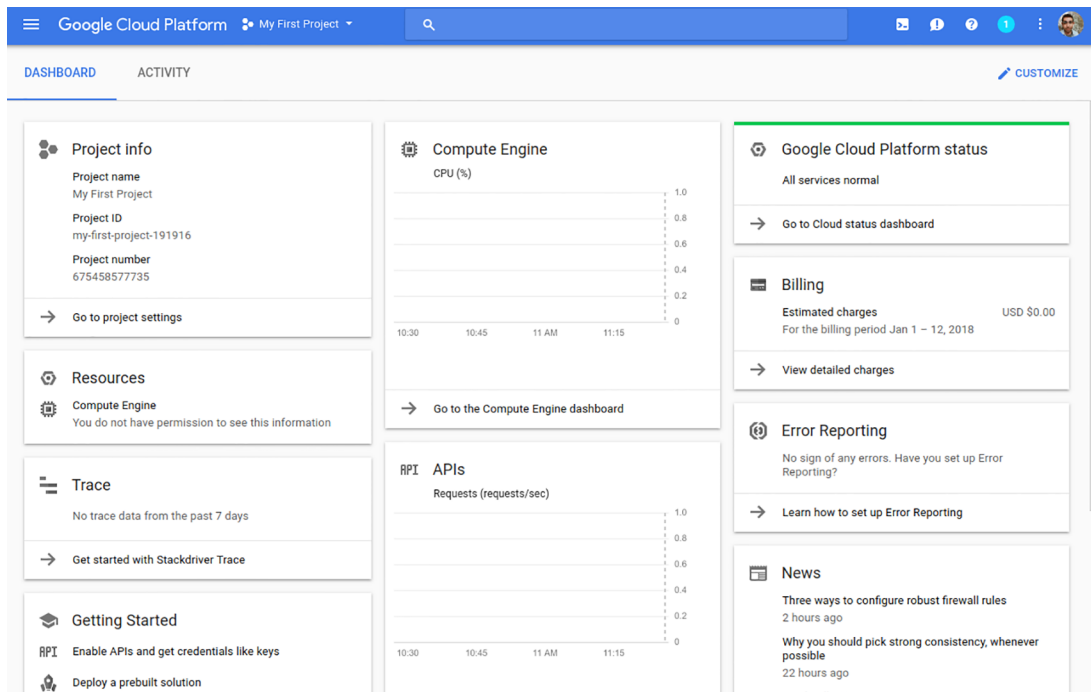 Google Cloud Platform My First Project
1
DASHBOARD ACTIVITY
CUSTOMIZE
Project info
Project name
My First Project
Project ID
my-first-project-191916
Project number
675458577735
Go to project settings
Resources
Compute Engine
You do not have permission to see this information
Trace
No trace data from the past 7 days
Get started with Stackdriver Trace
Getting Started
API Enable APIs and get credentials like keys
Deploy a prebuilt solution
Compute Engine
CPU (%)
1.0
0.8
0.6
0.4
0.2
0
10:30 10:45 11 AM 11:15
Go to the Compute Engine dashboard
API APIs
Requests (requests/sec)
1.0
0.8
0.6
0.4
0.2
0
10:30 10:45 11 AM 11:15
Google Cloud Platform status
All services normal
Go to Cloud status dashboard
Billing
Estimated charges USD $0.00
For the billing period Jan 1 – 12, 2018
View detailed charges
Error Reporting
No sign of any errors. Have you set up Error
Reporting?
Learn how to set up Error Reporting
News
Three ways to configure robust firewall rules
2 hours ago
Why you should pick strong consistency, whenever
possible
22 hours ago